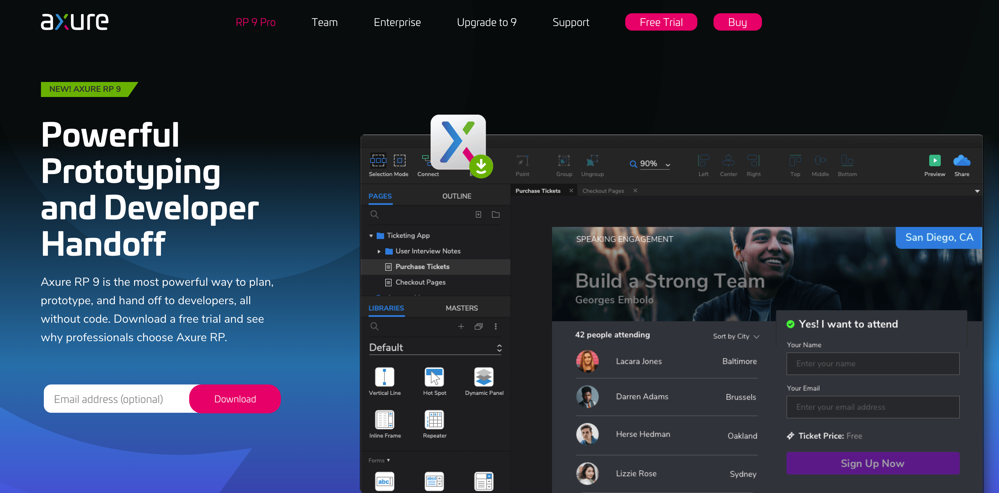 axure
RP 9 Pro
Team
Enterprise
Upgrade to 9
Support
Free Trial
Buy
NEW! AXURE RP 9
Powerful
Prototyping
and Developer
Handoff
Axure RP 9 is the most powerful way to plan,
prototype, and hand off to developers, all
without code. Download a free trial and see
why professionals choose Axure RP.
Email address (optional)
Download
Selection Mode
Connect
Point
Group
Ungroup
90%
Left
Center
Right
Top
Middle
Bottom
Preview
Share
PAGES
OUTLINE
Purchase Tickets
Checkout Pages
Ticketing App
User Interview Notes
Purchase Tickets
Checkout Pages
LIBRARIES
MASTERS
Default
Vertical Line
Hot Spot
Dynamic Panel
Inline Frame
Repeater
A B C
1
2
3
Forms
abc
abcd
SPEAKING ENGAGEMENT
San Diego, CA
Build a Strong Team
Georges Embolo
42 people attending
Sort by City
Lacara Jones
Baltimore
Darren Adams
Brussels
Herse Hedman
Oakland
Lizzie Rose
Sydney
Yes! I want to attend
Your Name
Enter your name
Your Email
Enter your email address
Ticket Price: Free
Sign Up Now